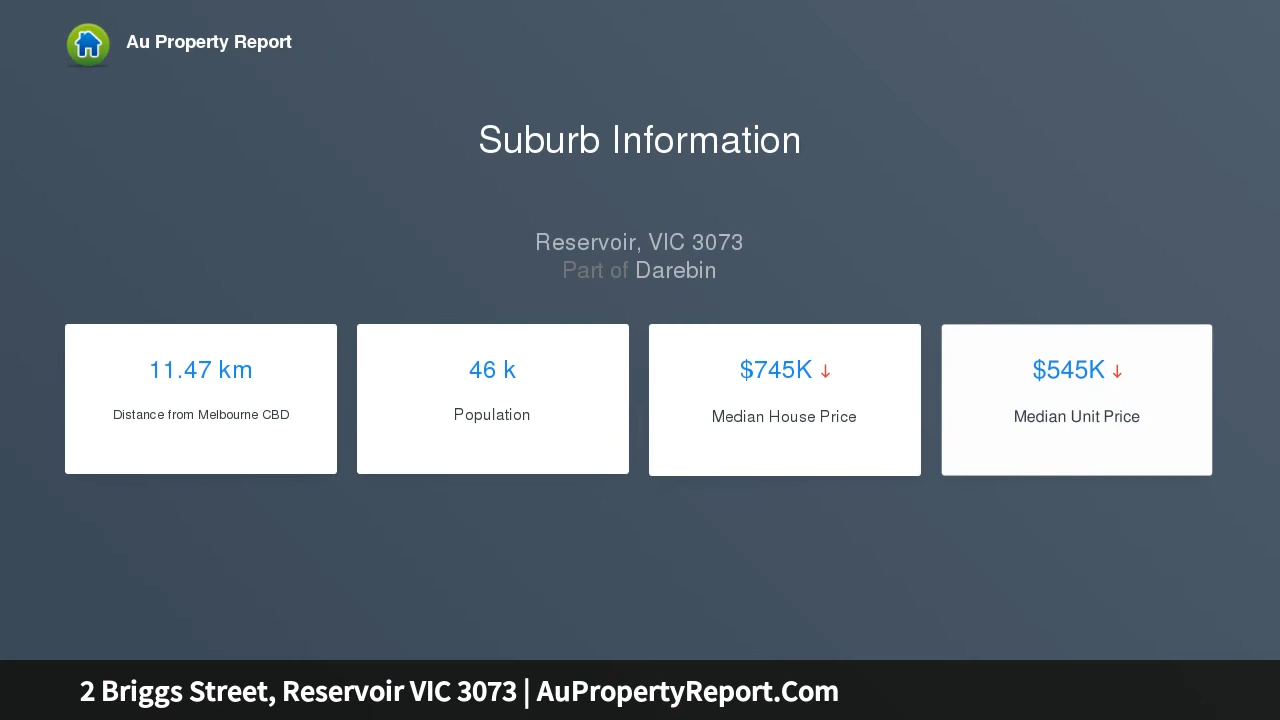 Au Property Report
Suburb Information
Reservoir, VIC 3073
Part of Darebin
11.47 km
Distance from Melbourne CBD
46 k
Population
$745K ↓
Median House Price
$545K ↓
Median Unit Price
2 Briggs Street, Reservoir VIC 3073 | AuPropertyReport.Com